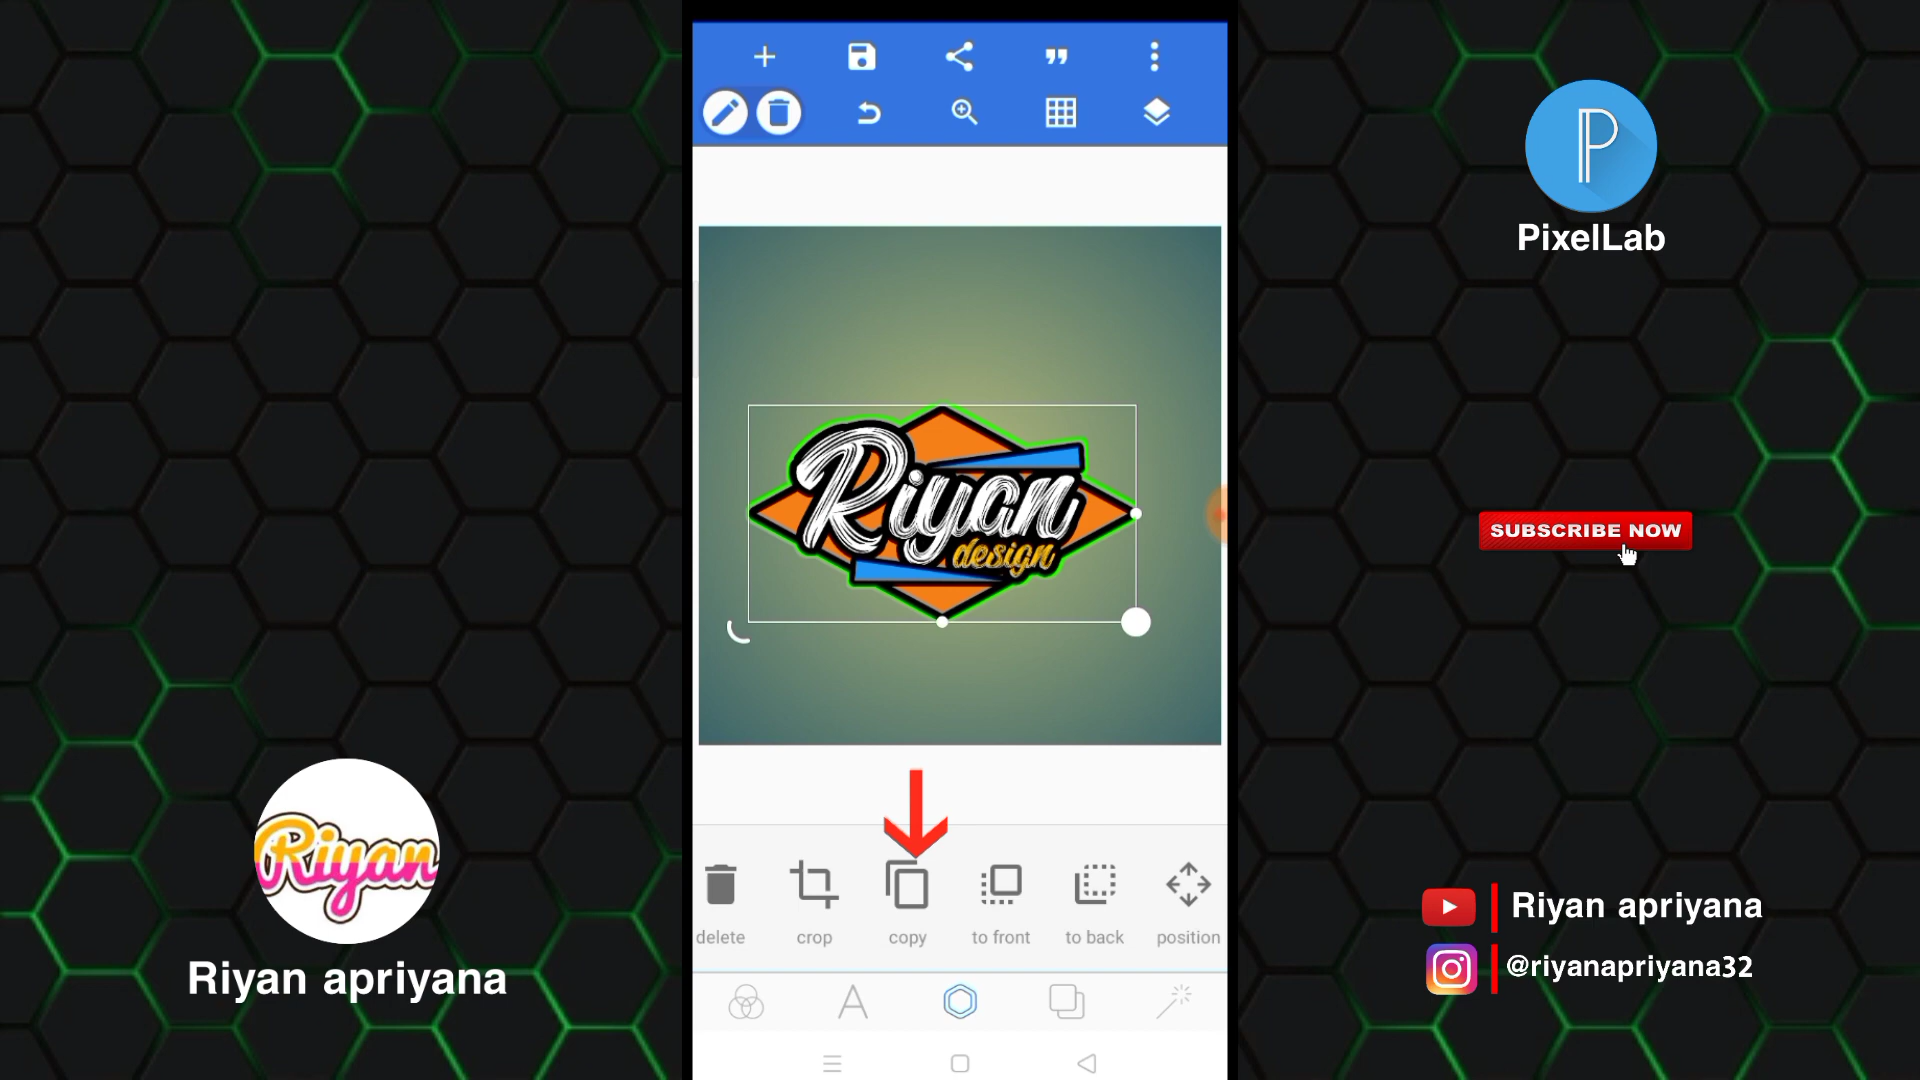 PixelLab
Riyan
design
SUBSCRIBE NOW
Riyan
Riyan apriyana
delete
crop
copy
to front
to back
position
Riyan apriyana
@riyanapriyana32